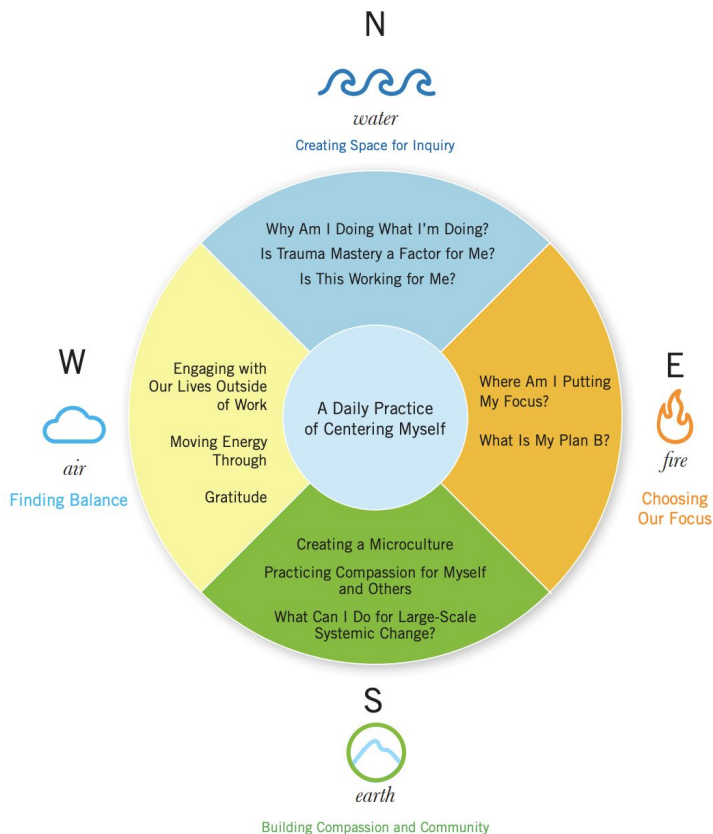 N
water
Creating Space for Inquiry
Why Am I Doing What I'm Doing?
Is Trauma Mastery a Factor for Me?
Is This Working for Me?
W
air
Finding Balance
Engaging with
Our Lives Outside
of Work
Moving Energy
Through
Gratitude
A Daily Practice
of Centering Myself
Where Am I Putting
My Focus?
What Is My Plan B?
E
fire
Choosing
Our Focus
Creating a Microculture
Practicing Compassion for Myself
and Others
What Can I Do for Large-Scale
Systemic Change?
S
earth
Building Compassion and Community